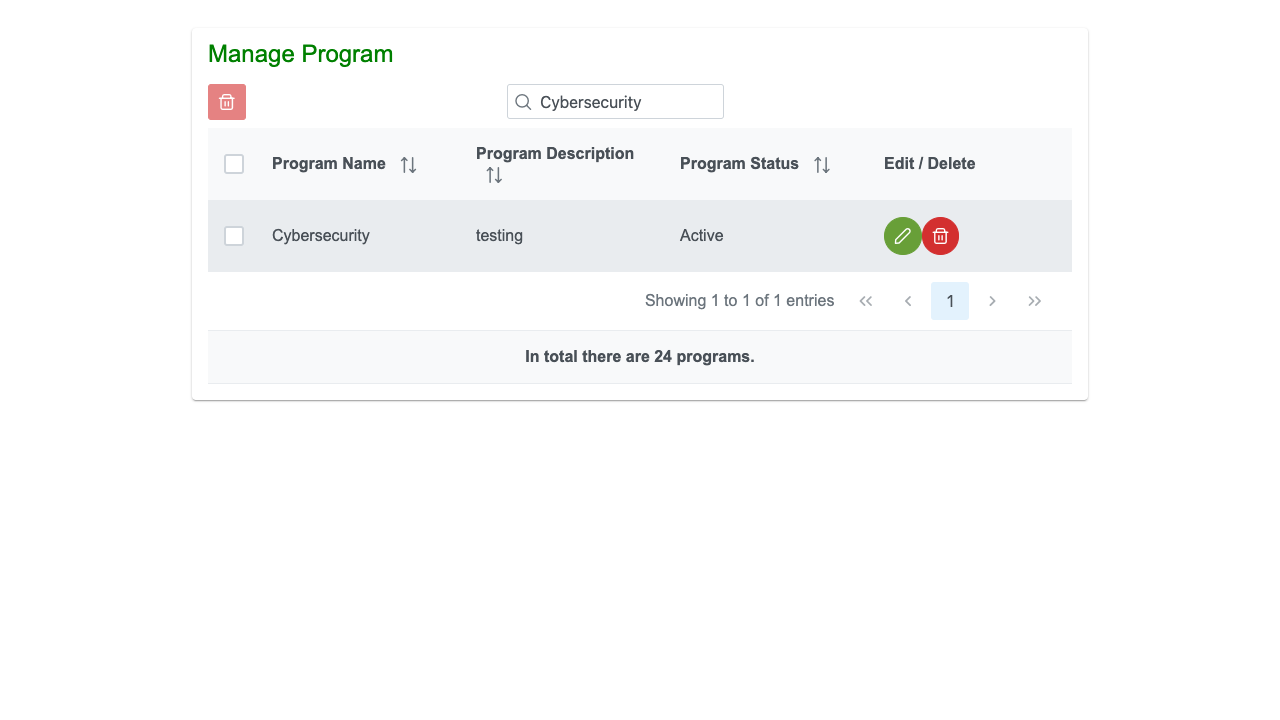 Manage Program
Cybersecurity
Program Name
Program Description
Program Status
Edit / Delete
Cybersecurity
testing
Active
Showing 1 to 1 of 1 entries
1
In total there are 24 programs.